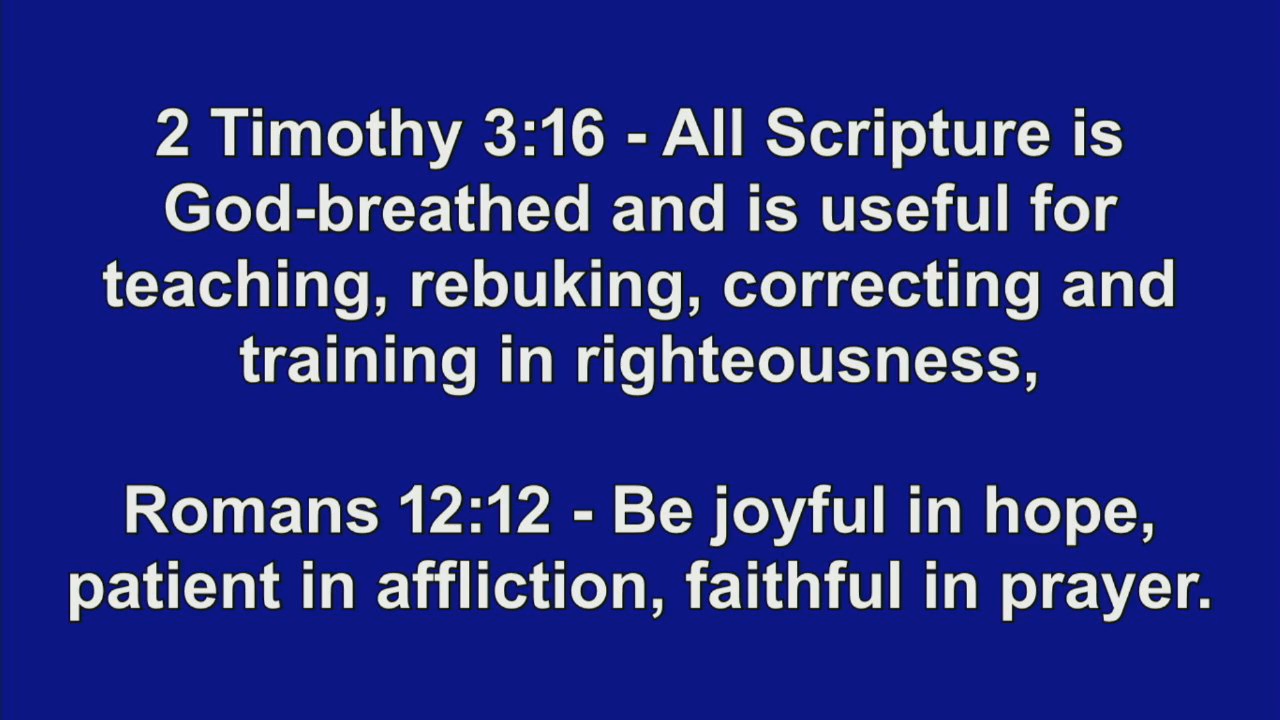 2 Timothy 3:16 - All Scripture is
God-breathed and is useful for
teaching, rebuking, correcting and
training in righteousness,
Romans 12:12 - Be joyful in hope,
patient in affliction, faithful in prayer.